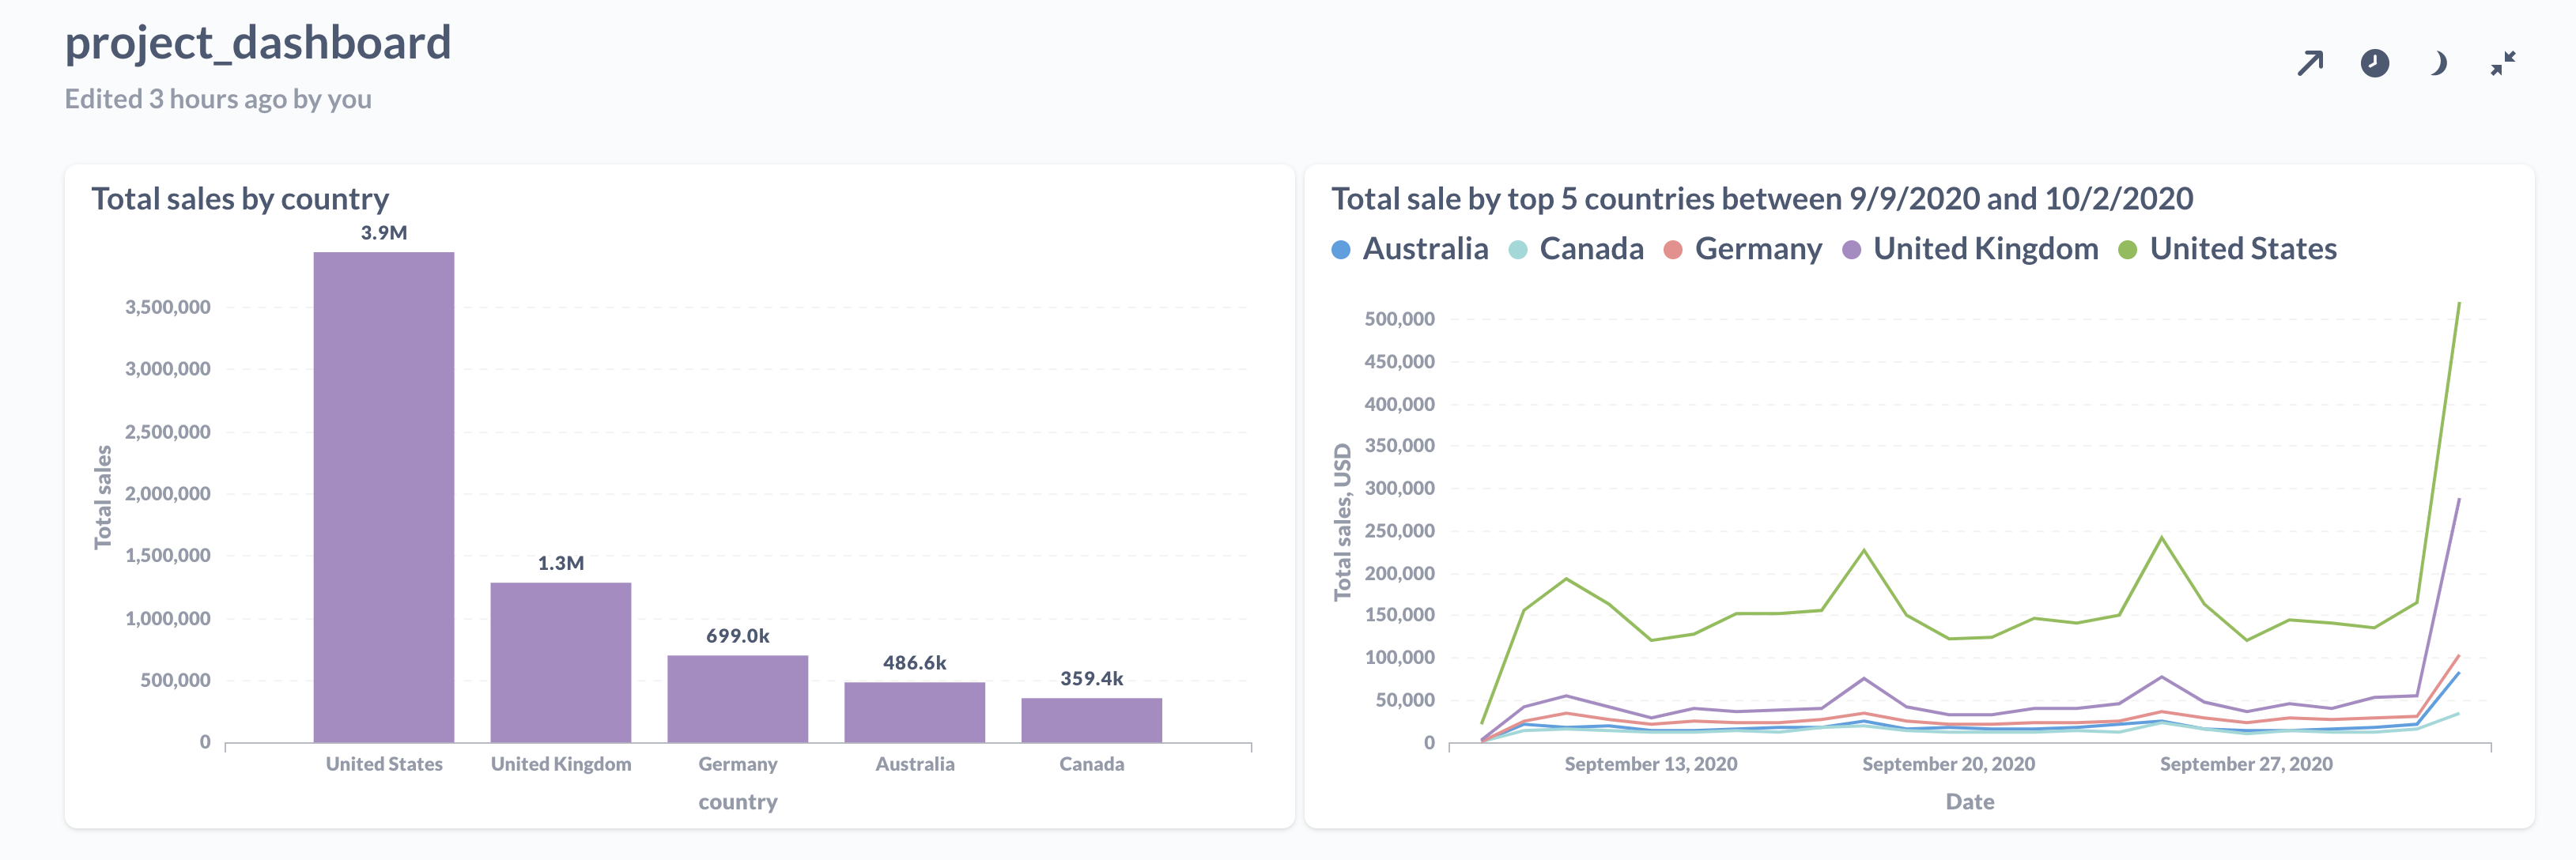 project_dashboard
Edited 3 hours ago by you
Total sales by country
3.9M
3,500,000
3,000,000
2,500,000
2,000,000
1,500,000
1,000,000
500,000
0
Total sales
1.3M
699.0k
486.6k
359.4k
United States United Kingdom Germany Australia Canada
country
Total sale by top 5 countries between 9/9/2020 and 10/2/2020
Australia Canada Germany United Kingdom United States
500,000
450,000
400,000
350,000
300,000
250,000
200,000
150,000
100,000
50,000
0
Total sales, USD
September 13, 2020 September 20, 2020 September 27, 2020
Date